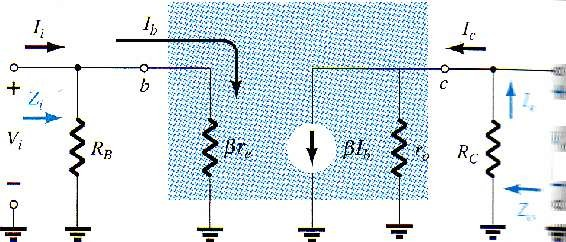 I_i I_b I_c
b c
+ Z_i I_o
V_i R_B βr_e βI_b r_o R_C
− Z_o